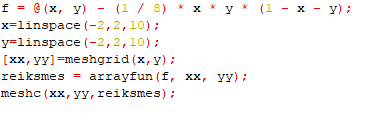 f = @(x, y) - (1 / 8) * x * y * (1 - x - y);
x=linspace(-2,2,10);
y=linspace(-2,2,10);
[xx,yy]=meshgrid(x,y);
reiksmes = arrayfun(f, xx, yy);
meshc(xx,yy,reiksmes);